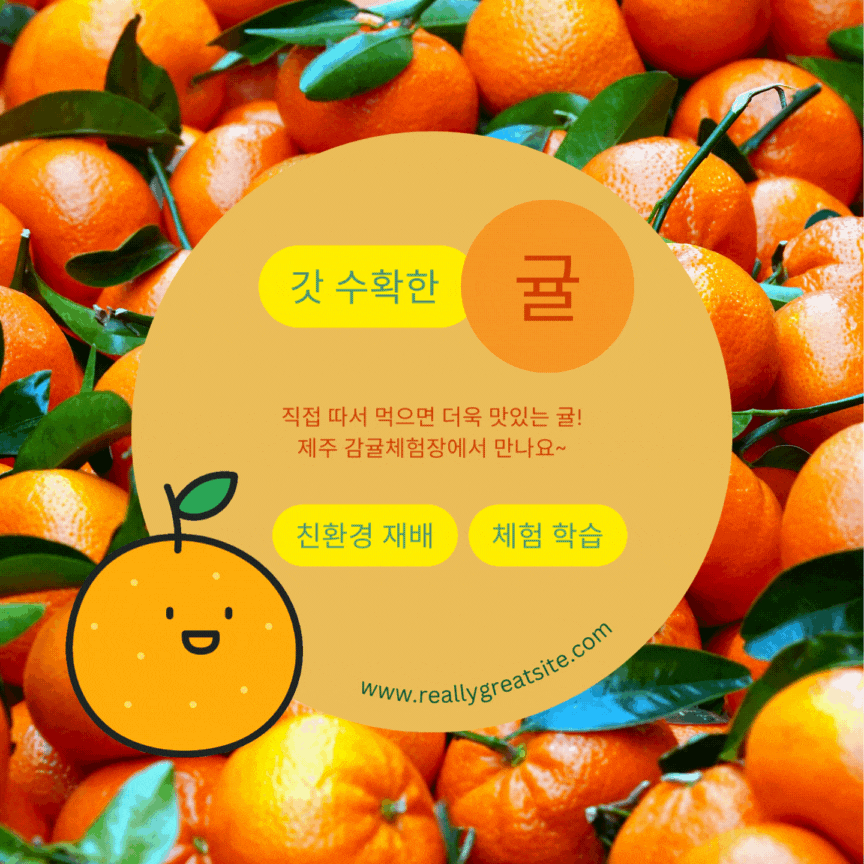 갓 수확한 귤
직접 따서 먹으면 더욱 맛있는 귤!
제주 감귤체험장에서 만나요~
친환경 재배 체험 학습
www.reallygreatsite.com